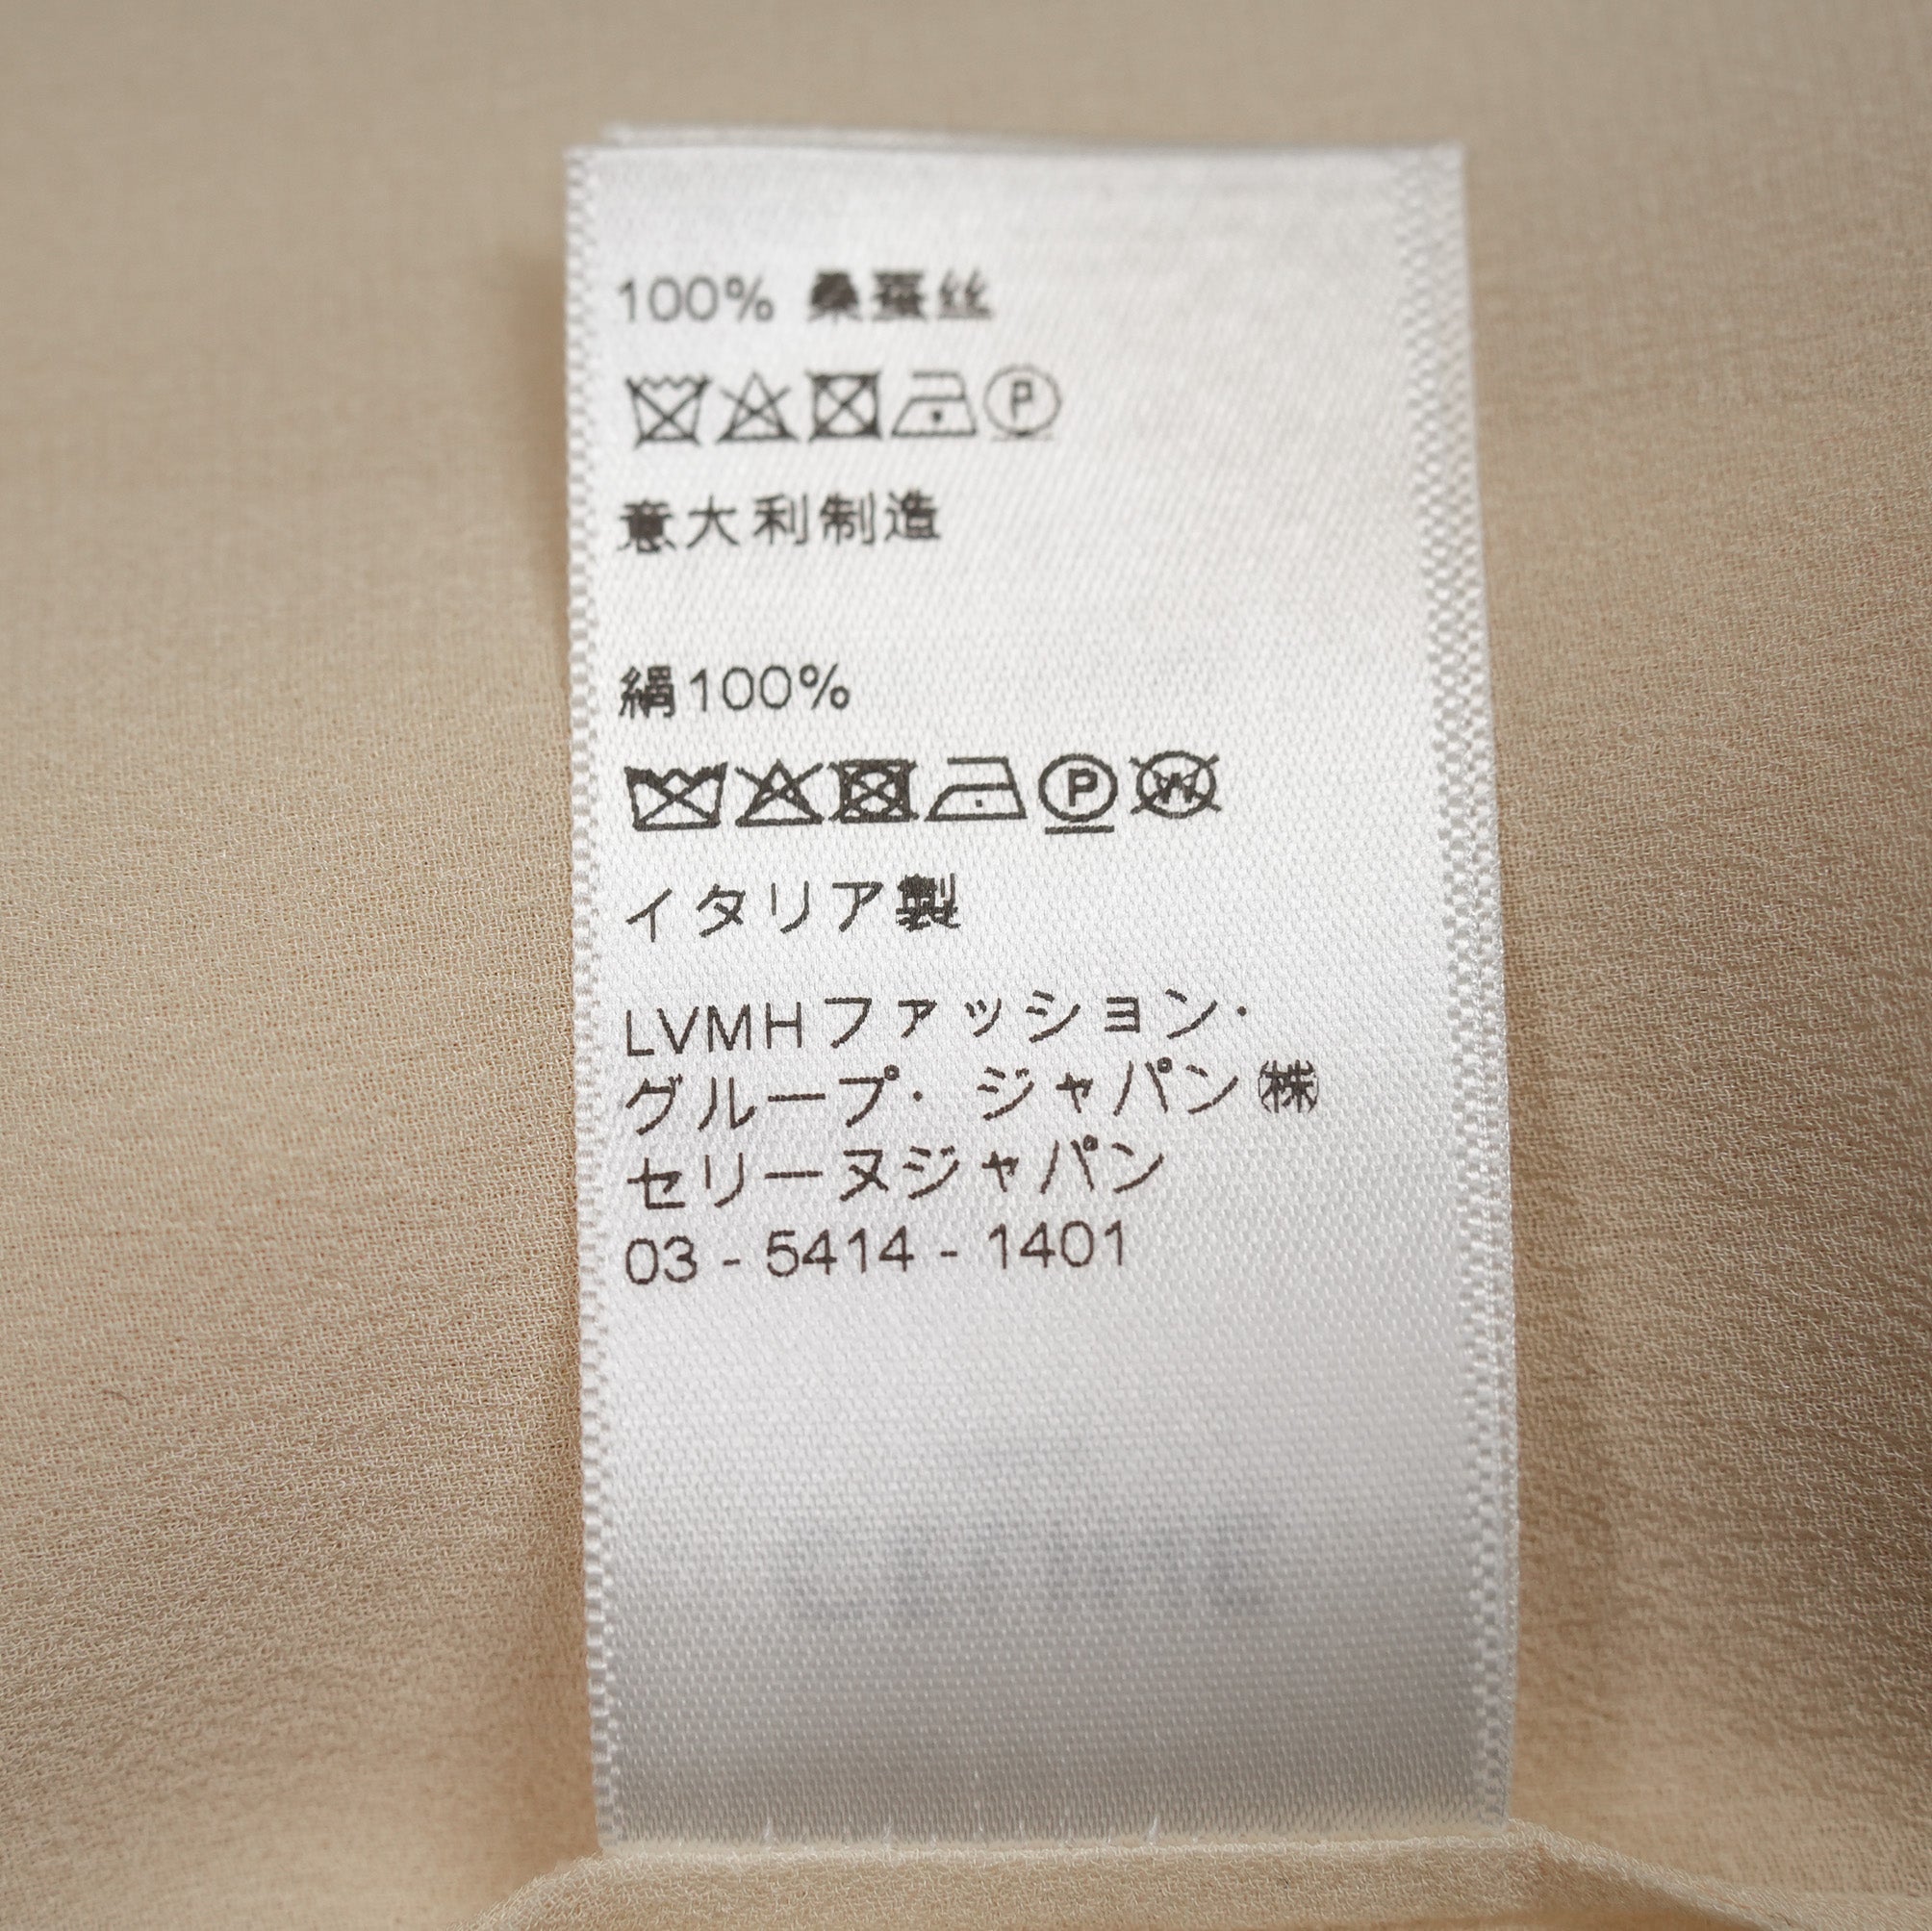 100% 桑蚕丝
P
意大利制造
絹100%
P W
イタリア製
LVMHファッション・
グループ・ ジャパン㈱
セリーヌジャパン
03 - 5414 - 1401